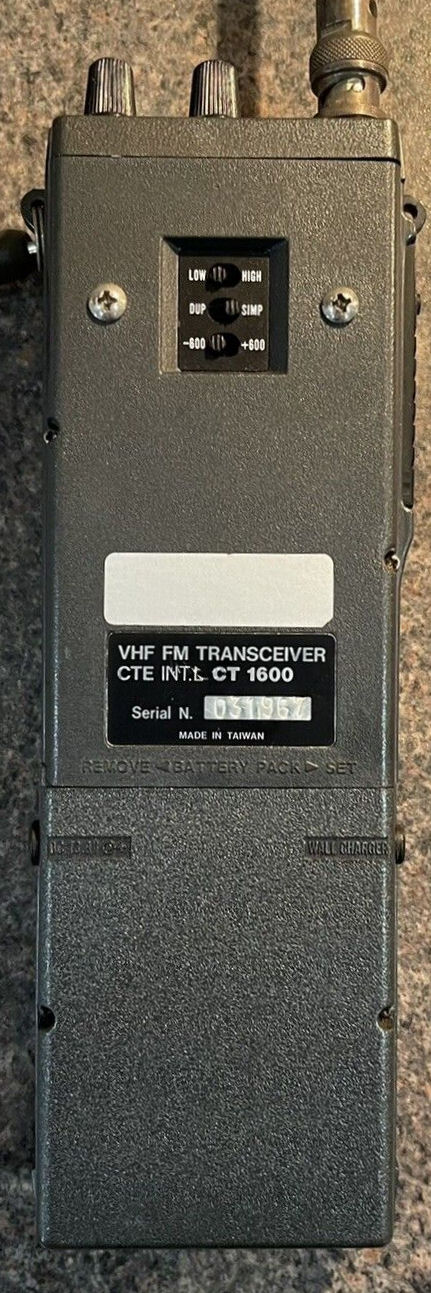 LOW HIGH
DUP SIMP
-600 +600
VHF FM TRANSCEIVER
CTE INT.L CT 1600
Serial N. 031967
MADE IN TAIWAN
REMOVE ◁ BATTERY PACK ▷ SET
WALL CHARGER